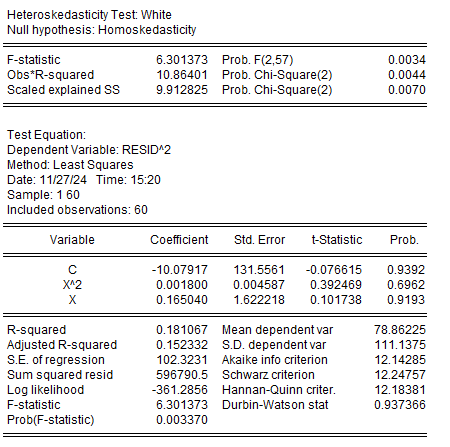 Heteroskedasticity Test: White
Null hypothesis: Homoskedasticity
F-statistic 6.301373 Prob. F(2,57) 0.0034
Obs*R-squared 10.86401 Prob. Chi-Square(2) 0.0044
Scaled explained SS 9.912825 Prob. Chi-Square(2) 0.0070
Test Equation:
Dependent Variable: RESID^2
Method: Least Squares
Date: 11/27/24 Time: 15:20
Sample: 1 60
Included observations: 60
Variable Coefficient Std. Error t-Statistic Prob.
C -10.07917 131.5561 -0.076615 0.9392
X^2 0.001800 0.004587 0.392469 0.6962
X 0.165040 1.622218 0.101738 0.9193
R-squared 0.181067 Mean dependent var 78.86225
Adjusted R-squared 0.152332 S.D. dependent var 111.1375
S.E. of regression 102.3231 Akaike info criterion 12.14285
Sum squared resid 596790.5 Schwarz criterion 12.24757
Log likelihood -361.2856 Hannan-Quinn criter. 12.18381
F-statistic 6.301373 Durbin-Watson stat 0.937366
Prob(F-statistic) 0.003370